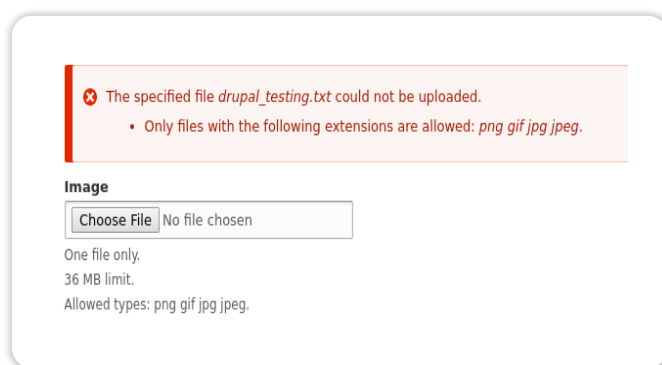 The specified file drupal_testing.txt could not be uploaded.
• Only files with the following extensions are allowed: png gif jpg jpeg.
Image
Choose File No file chosen
One file only.
36 MB limit.
Allowed types: png gif jpg jpeg.